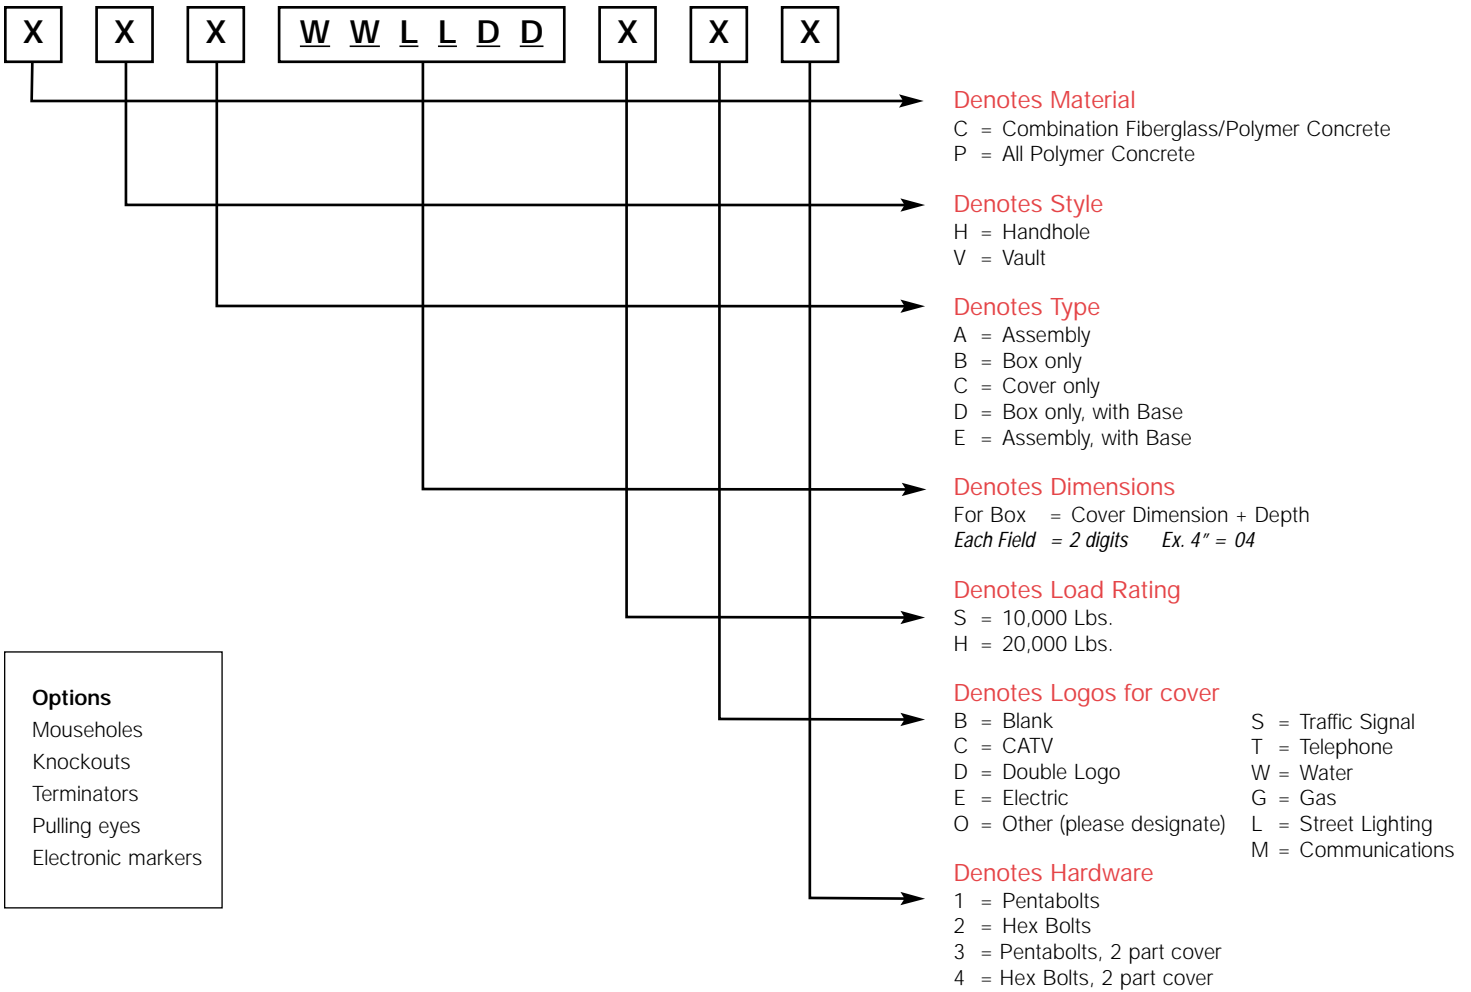 X X X W W L L D D X X X
Denotes Material
C = Combination Fiberglass/Polymer Concrete
P = All Polymer Concrete
Denotes Style
H = Handhole
V = Vault
Denotes Type
A = Assembly
B = Box only
C = Cover only
D = Box only, with Base
E = Assembly, with Base
Denotes Dimensions
For Box = Cover Dimension + Depth
Each Field = 2 digits Ex. 4" = 04
Denotes Load Rating
S = 10,000 Lbs.
H = 20,000 Lbs.
Denotes Logos for cover
B = Blank
C = CATV
D = Double Logo
E = Electric
O = Other (please designate)
S = Traffic Signal
T = Telephone
W = Water
G = Gas
L = Street Lighting
M = Communications
Denotes Hardware
1 = Pentabolts
2 = Hex Bolts
3 = Pentabolts, 2 part cover
4 = Hex Bolts, 2 part cover
Options
Mouseholes
Knockouts
Terminators
Pulling eyes
Electronic markers